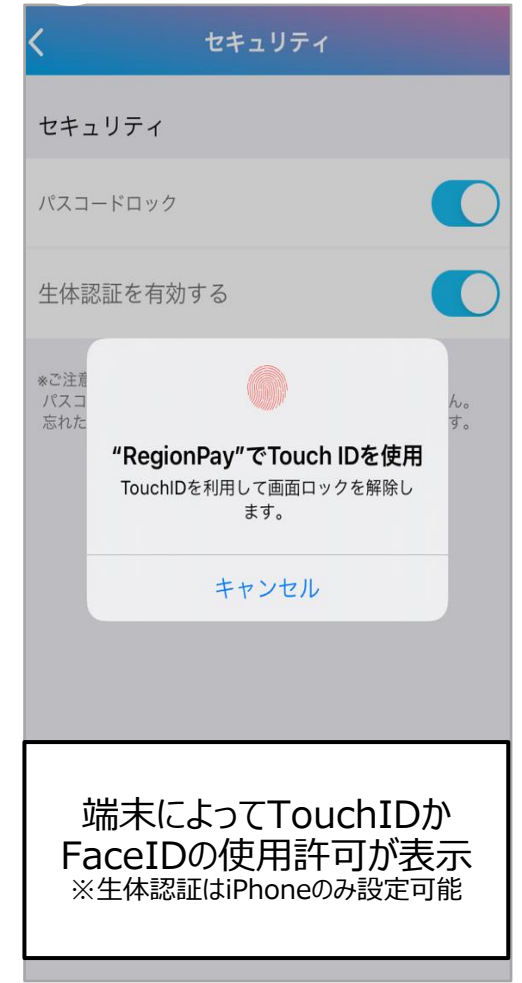 セキュリティ
セキュリティ
パスコードロック
生体認証を有効する
※ご注意
パスコ
ん。
忘れた
す。
“RegionPay”でTouch IDを使用
TouchIDを利用して画面ロックを解除し
ます。
キャンセル
端末によってTouchIDか
FaceIDの使用許可が表示
※生体認証はiPhoneのみ設定可能